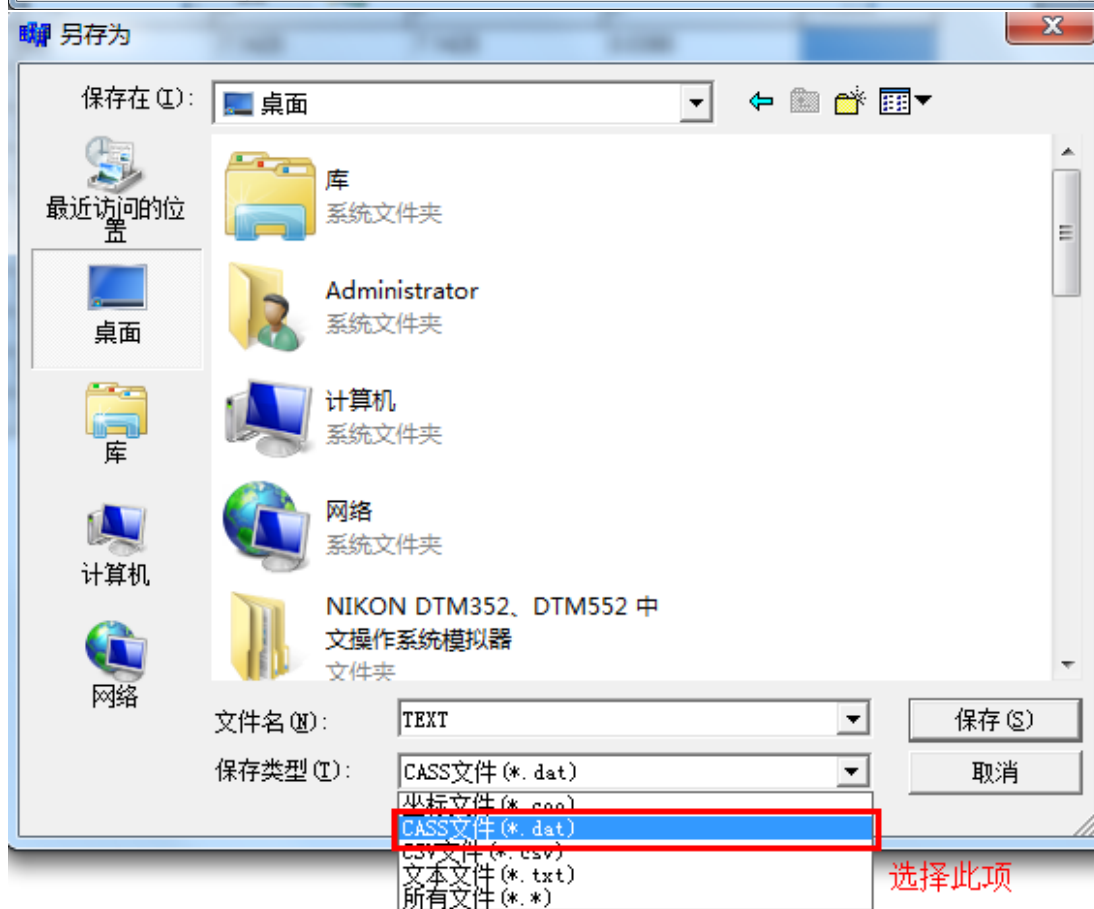 另存为
保存在(I):
桌面
最近访问的位
置
桌面
库
计算机
网络
库
系统文件夹
Administrator
系统文件夹
计算机
系统文件夹
网络
系统文件夹
NIKON DTM352、DTM552 中
文操作系统模拟器
文件夹
文件名(N):
TEXT
保存(S)
保存类型(T):
CASS文件(*.dat)
取消
坐标文件(*.coo)
CASS文件(*.dat)
CSV文件(*.csv)
文本文件(*.txt)
所有文件(*.*)
选择此项